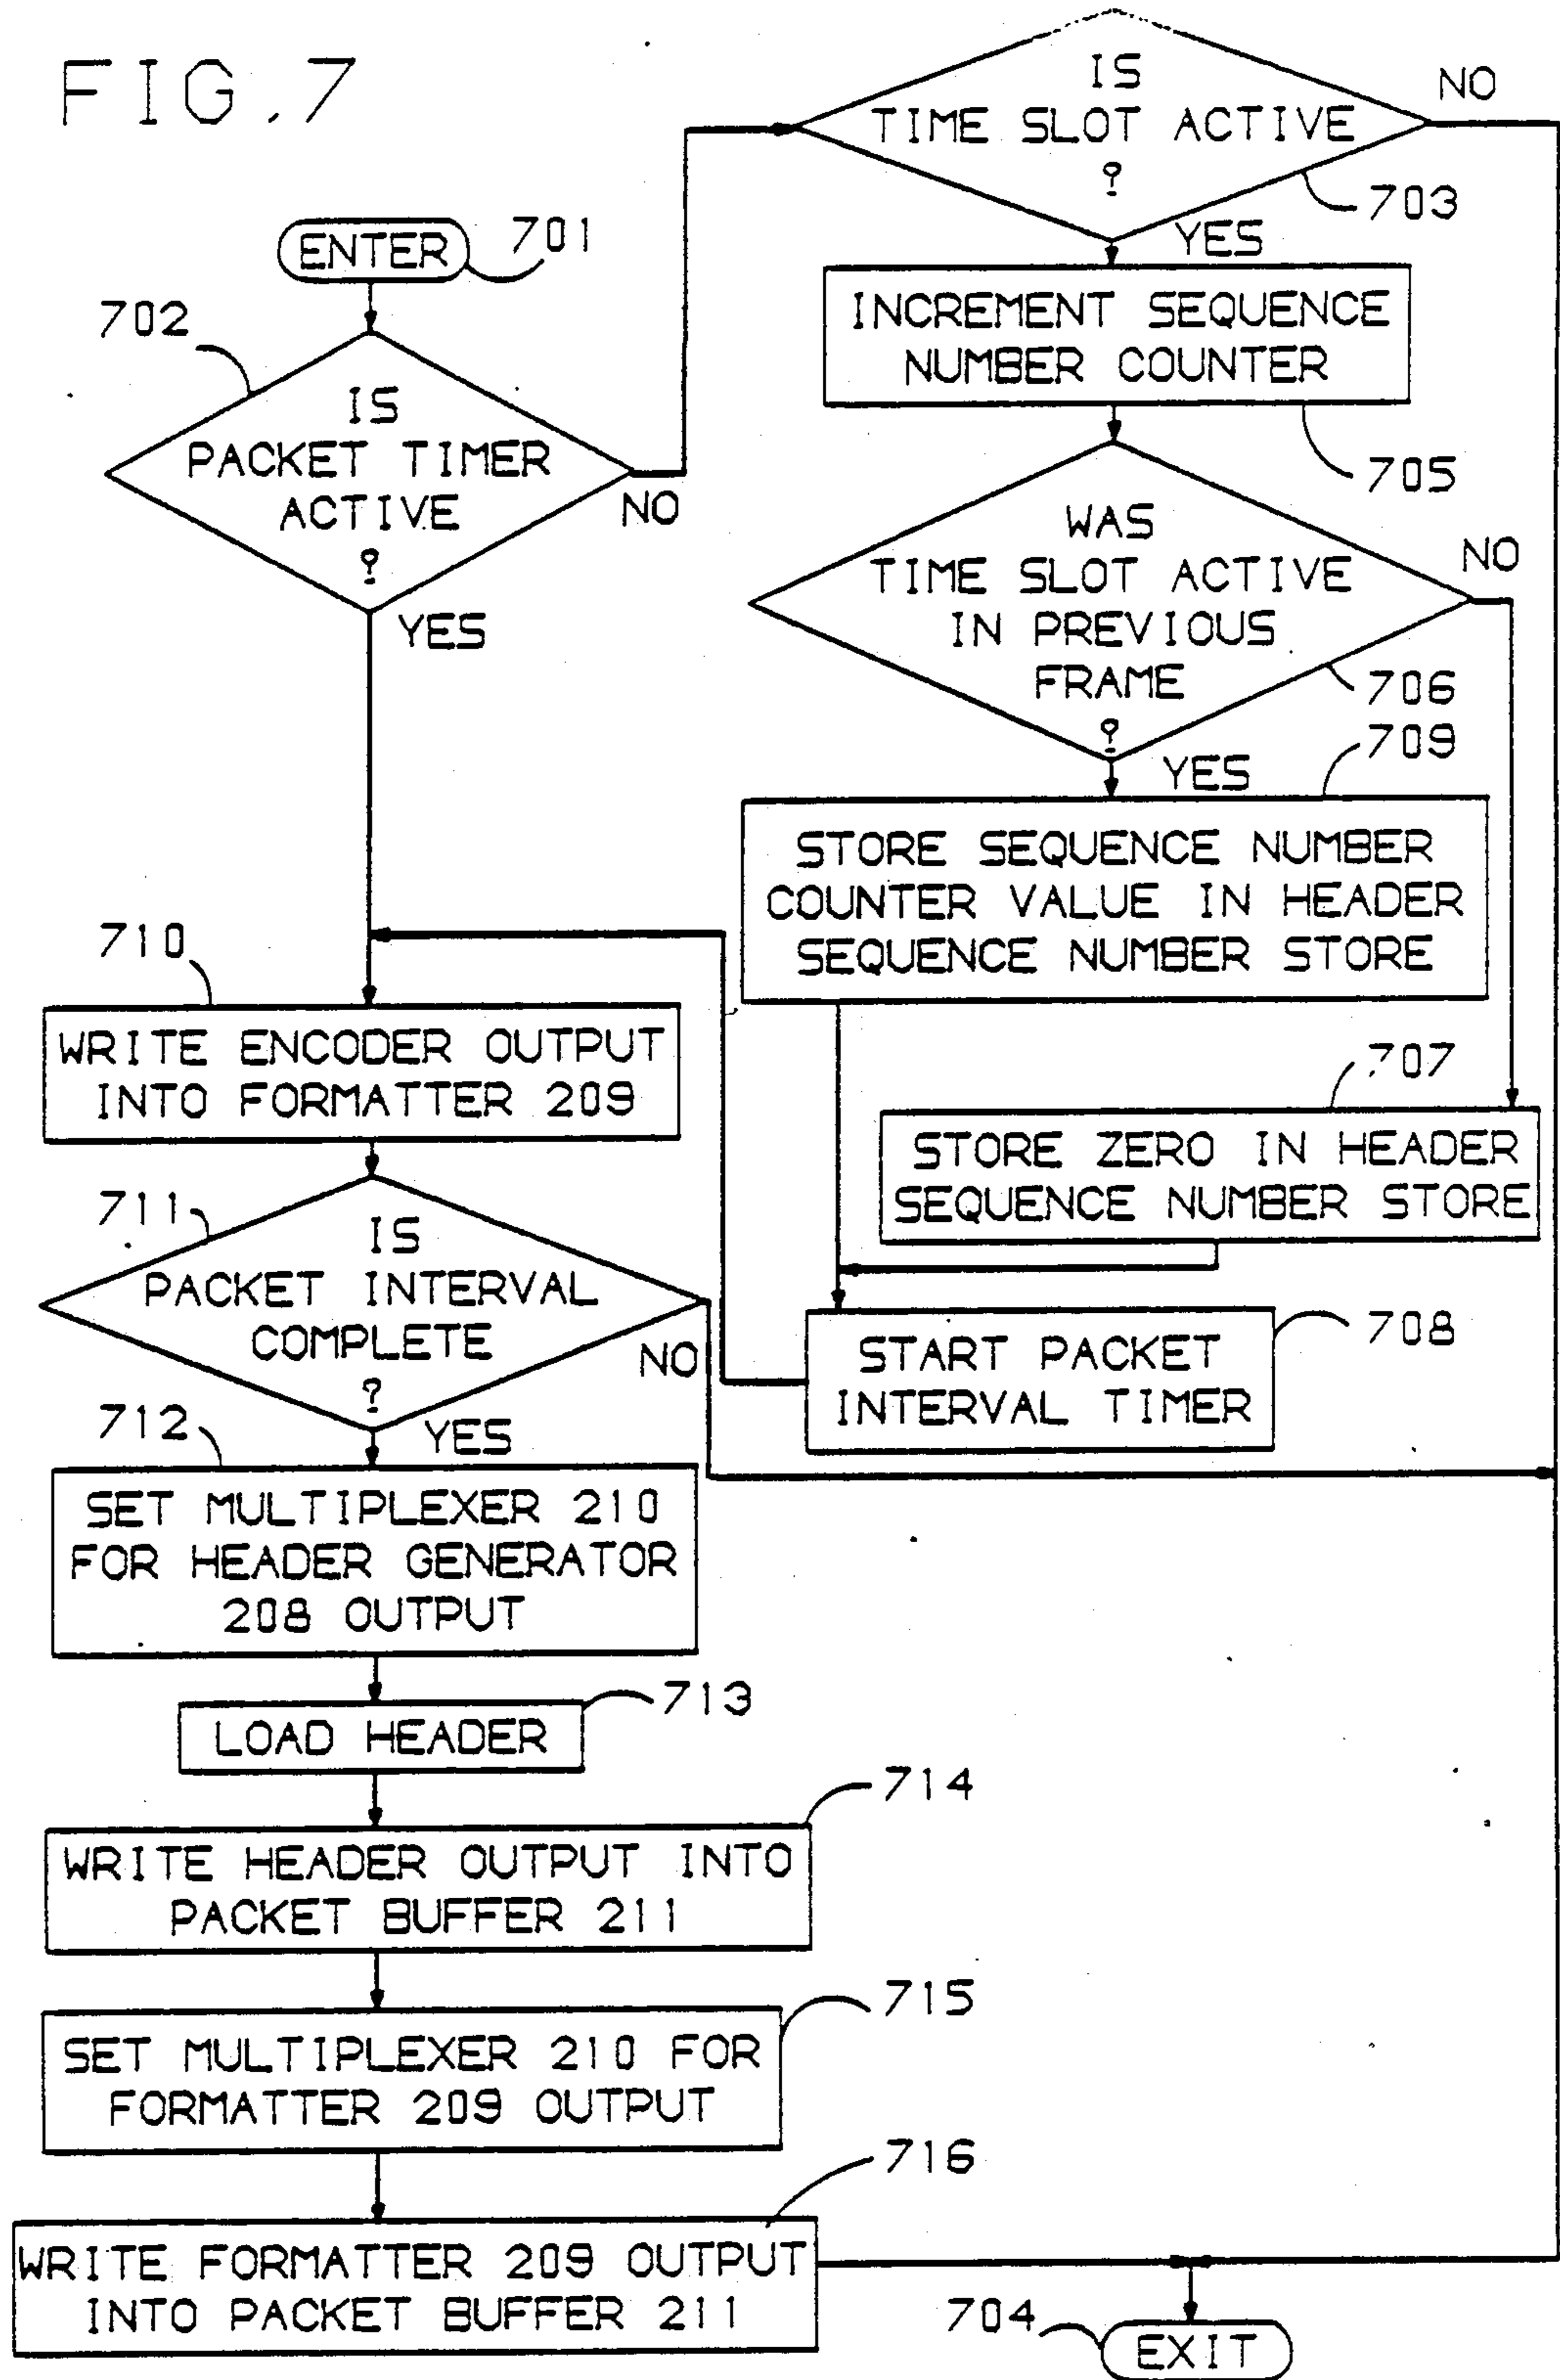 FIG.7
ENTER
701
702
IS
PACKET TIMER
ACTIVE
?
NO
YES
IS
TIME SLOT ACTIVE
?
NO
703
YES
INCREMENT SEQUENCE
NUMBER COUNTER
705
WAS
TIME SLOT ACTIVE
IN PREVIOUS
FRAME
?
NO
706
YES
709
STORE SEQUENCE NUMBER
COUNTER VALUE IN HEADER
SEQUENCE NUMBER STORE
707
STORE ZERO IN HEADER
SEQUENCE NUMBER STORE
708
START PACKET
INTERVAL TIMER
710
WRITE ENCODER OUTPUT
INTO FORMATTER 209
711
IS
PACKET INTERVAL
COMPLETE
?
NO
YES
712
SET MULTIPLEXER 210
FOR HEADER GENERATOR
208 OUTPUT
713
LOAD HEADER
714
WRITE HEADER OUTPUT INTO
PACKET BUFFER 211
715
SET MULTIPLEXER 210 FOR
FORMATTER 209 OUTPUT
716
WRITE FORMATTER 209 OUTPUT
INTO PACKET BUFFER 211
704
EXIT